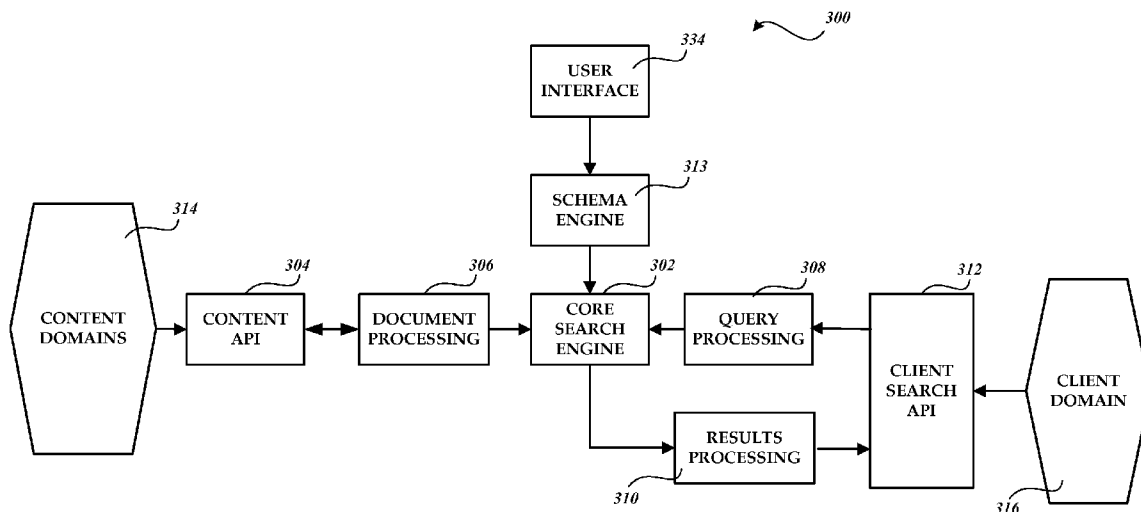 300
334
USER
INTERFACE
313
SCHEMA
ENGINE
314
CONTENT
DOMAINS
304
CONTENT
API
306
DOCUMENT
PROCESSING
302
CORE
SEARCH
ENGINE
308
QUERY
PROCESSING
312
CLIENT
SEARCH
API
CLIENT
DOMAIN
316
RESULTS
PROCESSING
310